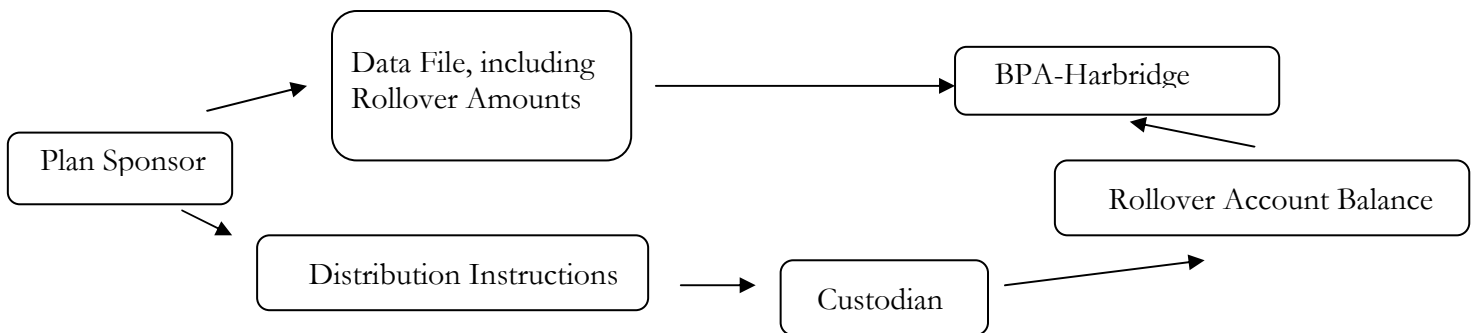 Data File, including
Rollover Amounts
BPA-Harbridge
Plan Sponsor
Rollover Account Balance
Distribution Instructions
Custodian